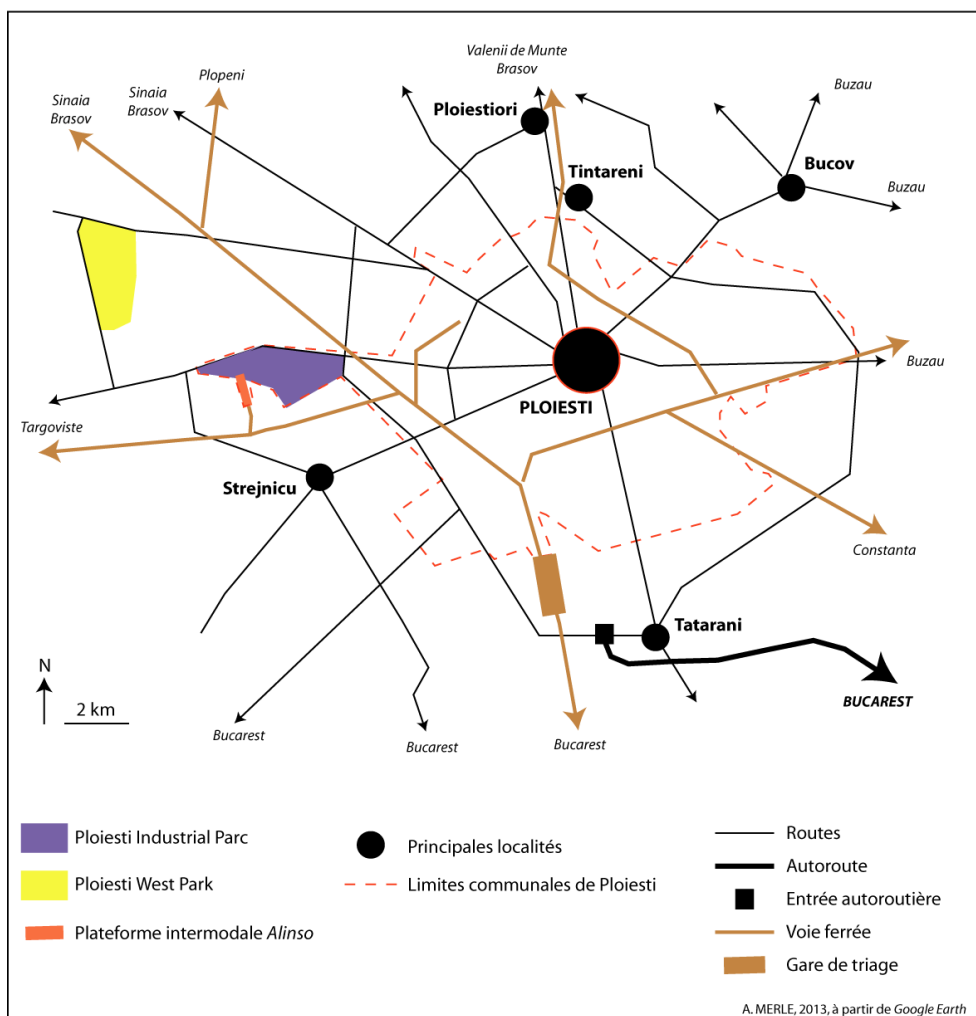 Valenii de Munte
Brasov
Plopeni
Sinaia
Brasov
Sinaia
Brasov
Ploiestiori
Buzau
Tintareni
Bucov
Buzau
Buzau
PLOIESTI
Targoviste
Strejnicu
Constanta
Tatarani
N
2 km
BUCAREST
Bucarest
Bucarest
Bucarest
Ploiesti Industrial Parc
Ploiesti West Park
Plateforme intermodale Alinso
Principales localités
Limites communales de Ploiesti
Routes
Autoroute
Entrée autoroutière
Voie ferrée
Gare de triage
A. MERLE, 2013, à partir de Google Earth